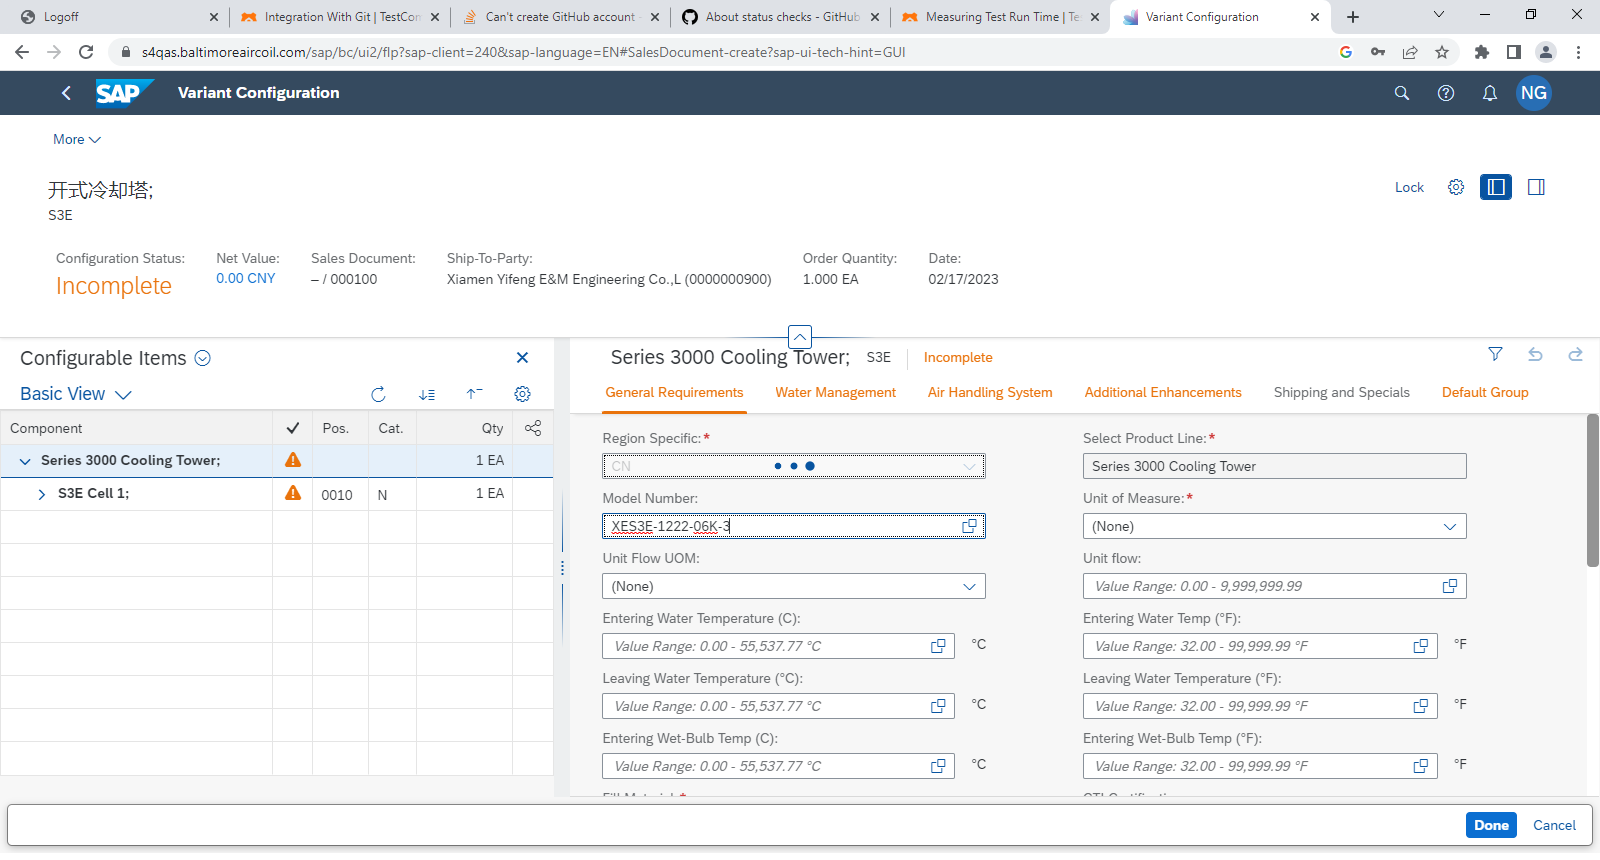 Logoff
Integration With Git | TestCom
Can't create GitHub account
About status checks - GitHub
Measuring Test Run Time | Te
Variant Configuration
s4qas.baltimoreaircoil.com/sap/bc/ui2/flp?sap-client=240&sap-language=EN#SalesDocument-create?sap-ui-tech-hint=GUI
SAP
Variant Configuration
NG
More
开式冷却塔;
S3E
Lock
Configuration Status:
Incomplete
Net Value:
0.00 CNY
Sales Document:
– / 000100
Ship-To-Party:
Xiamen Yifeng E&M Engineering Co.,L (0000000900)
Order Quantity:
1.000 EA
Date:
02/17/2023
Configurable Items
Basic View
Component Pos. Cat. Qty
Series 3000 Cooling Tower; 1 EA
S3E Cell 1; 0010 N 1 EA
Series 3000 Cooling Tower; S3E Incomplete
General Requirements Water Management Air Handling System Additional Enhancements Shipping and Specials Default Group
Region Specific:*
CN
Select Product Line:*
Series 3000 Cooling Tower
Model Number:
XES3E-1222-06K-3
Unit of Measure:*
(None)
Unit Flow UOM:
(None)
Unit flow:
Value Range: 0.00 - 9,999,999.99
Entering Water Temperature (C):
Value Range: 0.00 - 55,537.77 °C °C
Entering Water Temp (°F):
Value Range: 32.00 - 99,999.99 °F °F
Leaving Water Temperature (°C):
Value Range: 0.00 - 55,537.77 °C °C
Leaving Water Temperature (°F):
Value Range: 32.00 - 99,999.99 °F °F
Entering Wet-Bulb Temp (C):
Value Range: 0.00 - 55,537.77 °C °C
Entering Wet-Bulb Temp (°F):
Value Range: 32.00 - 99,999.99 °F °F
Done Cancel